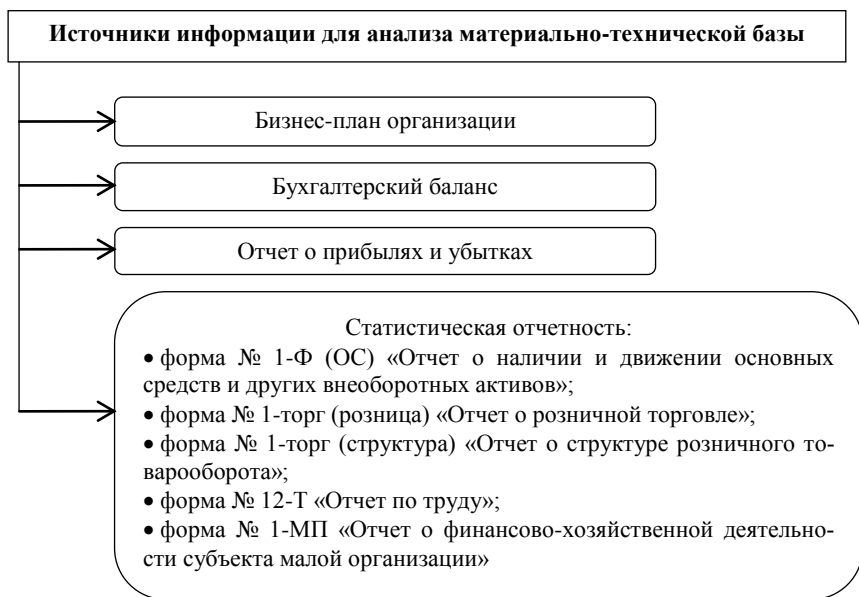 Источники информации для анализа материально-технической базы
Бизнес-план организации
Бухгалтерский баланс
Отчет о прибылях и убытках
Статистическая отчетность:
• форма № 1-Ф (ОС) «Отчет о наличии и движении основных
средств и других внеоборотных активов»;
• форма № 1-торг (розница) «Отчет о розничной торговле»;
• форма № 1-торг (структура) «Отчет о структуре розничного то-
варооборота»;
• форма № 12-Т «Отчет по труду»;
• форма № 1-МП «Отчет о финансово-хозяйственной деятельно-
сти субъекта малой организации»